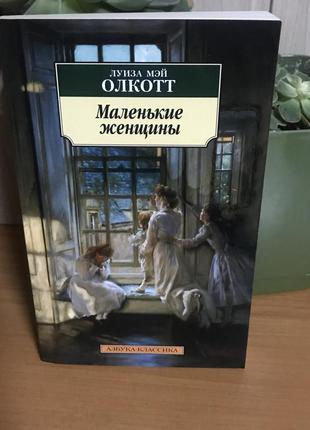 ЛУИЗА МЭЙ
ОЛКОТТ
Маленькие
женщины
АЗБУКА-КЛАССИКА